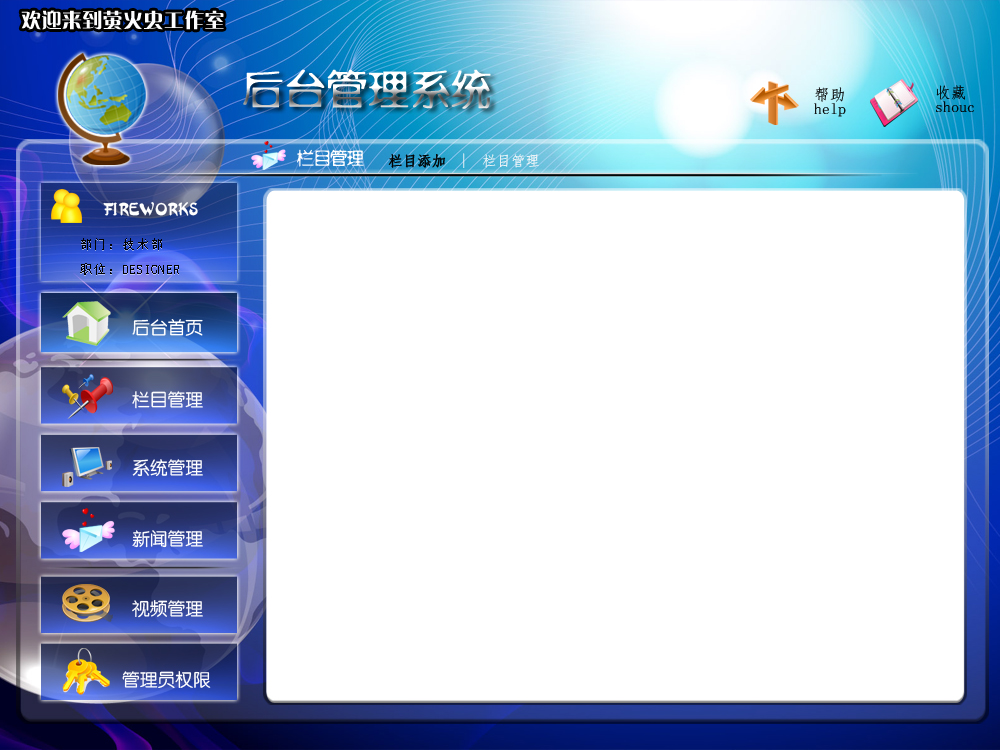 欢迎来到萤火虫工作室
后台管理系统
帮助
help
收藏
shouc
栏目管理 栏目添加 | 栏目管理
FIREWORKS
部门：技术部
职位：DESIGNER
后台首页
栏目管理
系统管理
新闻管理
视频管理
管理员权限